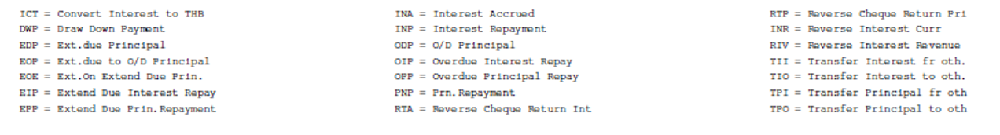 ICT = Convert Interest to THB INA = Interest Accrued RTP = Reverse Cheque Return Pri
DWP = Draw Down Payment INP = Interest Repayment INR = Reverse Interest Curr
EDP = Ext.due Principal ODP = O/D Principal RIV = Reverse Interest Revenue
EOP = Ext.due to O/D Principal OIP = Overdue Interest Repay TII = Transfer Interest fr oth.
EOE = Ext.On Extend Due Prin. OPP = Overdue Principal Repay TIO = Transfer Interest to oth.
EIP = Extend Due Interest Repay PNP = Prn.Repayment TPI = Transfer Principal fr oth
EPP = Extend Due Prin.Repayment RTA = Reverse Cheque Return Int TPO = Transfer Principal to oth